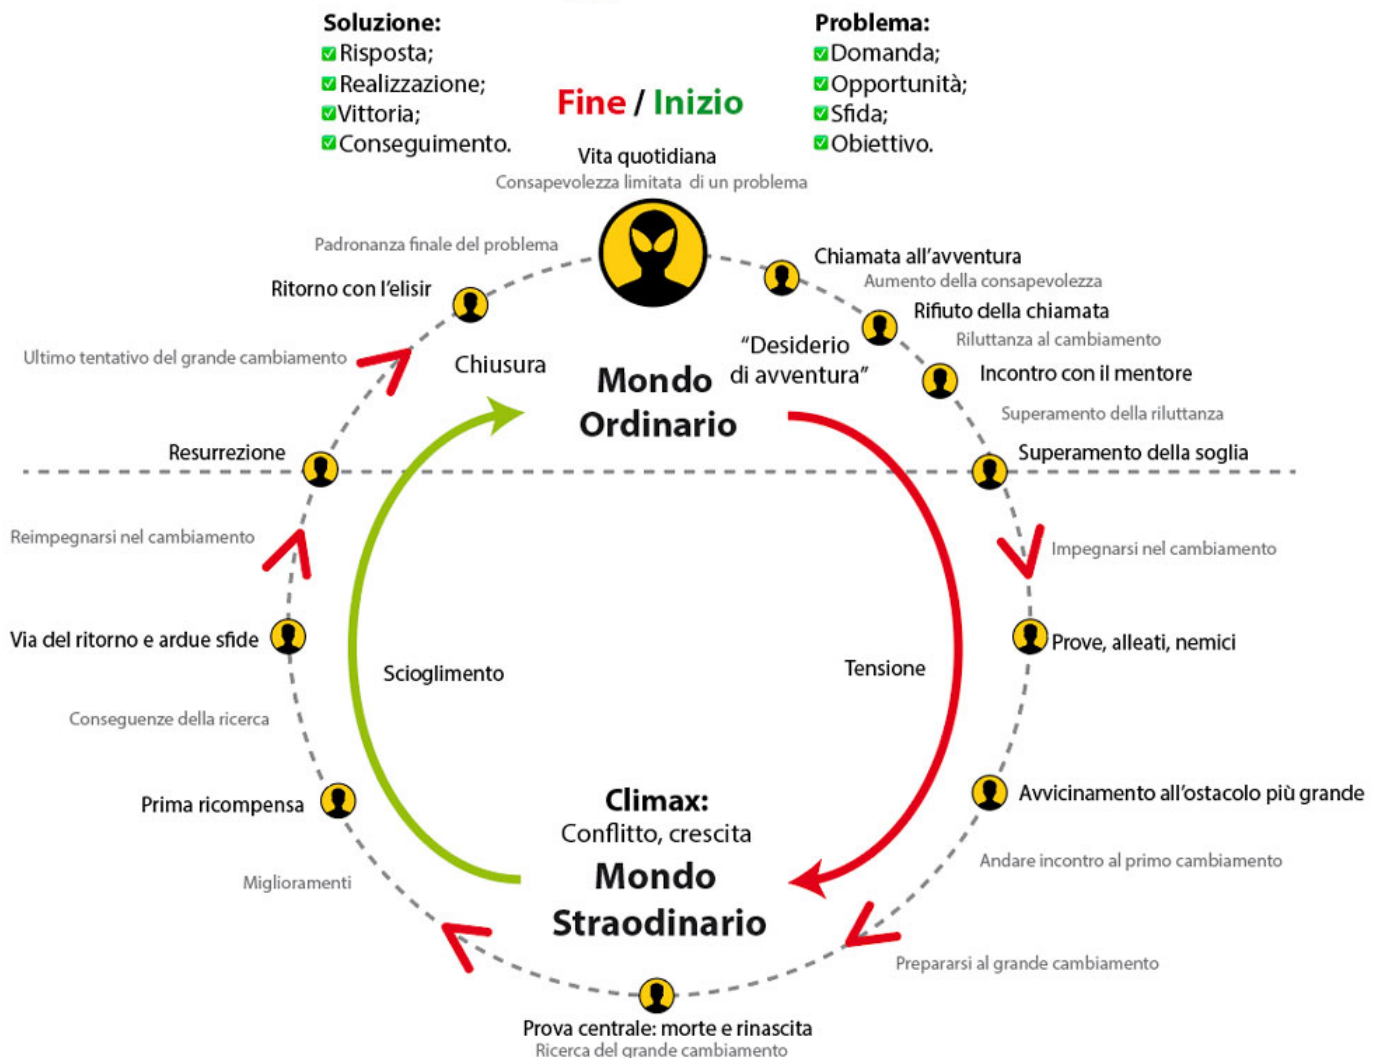 Soluzione:
✅Risposta;
✅Realizzazione;
✅Vittoria;
✅Conseguimento.
Problema:
✅Domanda;
✅Opportunità;
✅Sfida;
✅Obiettivo.
Fine / Inizio
Vita quotidiana
Consapevolezza limitata di un problema
Chiamata all’avventura
Aumento della consapevolezza
Rifiuto della chiamata
Riluttanza al cambiamento
Incontro con il mentore
Superamento della riluttanza
Superamento della soglia
Impegnarsi nel cambiamento
Prove, alleati, nemici
Avvicinamento all’ostacolo più grande
Andare incontro al primo cambiamento
Prepararsi al grande cambiamento
Prova centrale: morte e rinascita
Ricerca del grande cambiamento
Miglioramenti
Prima ricompensa
Conseguenze della ricerca
Via del ritorno e ardue sfide
Reimpegnarsi nel cambiamento
Resurrezione
Ultimo tentativo del grande cambiamento
Ritorno con l’elisir
Padronanza finale del problema
Chiusura
“Desiderio
di avventura”
Mondo
Ordinario
Scioglimento
Tensione
Climax:
Conflitto, crescita
Mondo
Straodinario